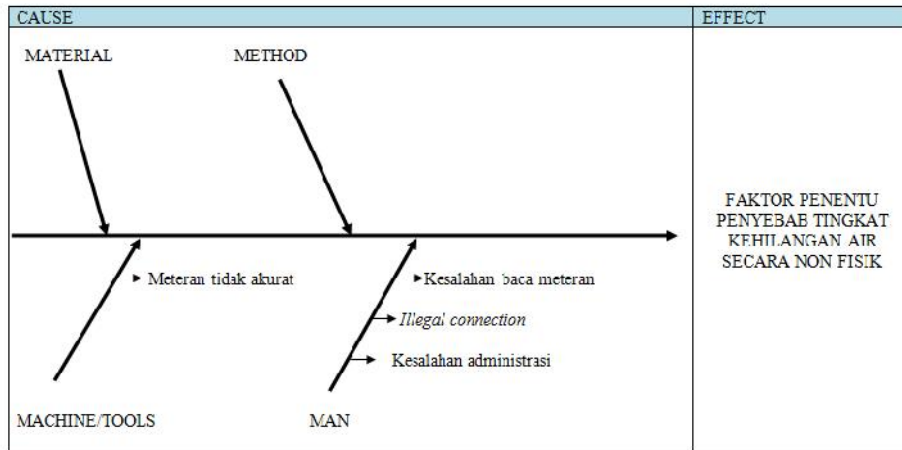 CAUSE
EFFECT
MATERIAL
METHOD
FAKTOR PENENTU
PENYEBAB TINGKAT
KEHILANGAN AIR
SECARA NON FISIK
Meteran tidak akurat
Kesalahan baca meteran
Illegal connection
Kesalahan administrasi
MACHINE/TOOLS
MAN